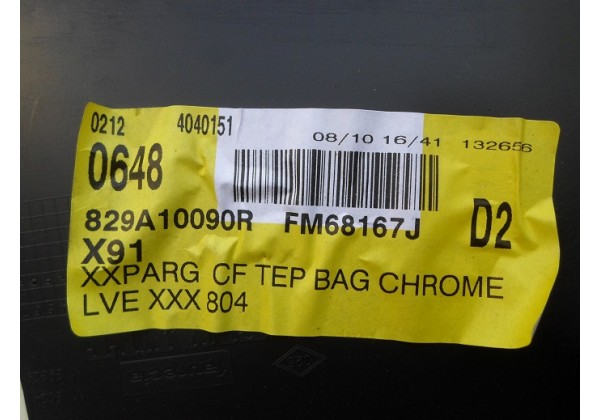 0212 4040151 08/10 16/41 132656
0648
829A10090R FM68167J D2
X91
XXPARG CF TEP BAG CHROME
LVE XXX 804
faurecia